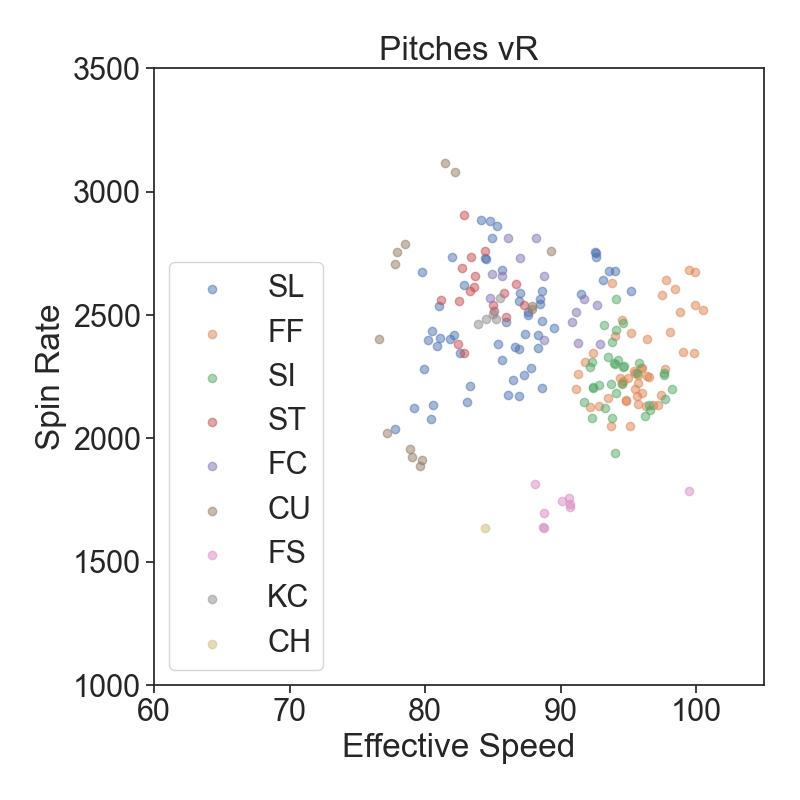 Pitches vR
3500
3000
2500
2000
1500
1000
Spin Rate
SL
FF
SI
ST
FC
CU
FS
KC
CH
60 70 80 90 100
Effective Speed